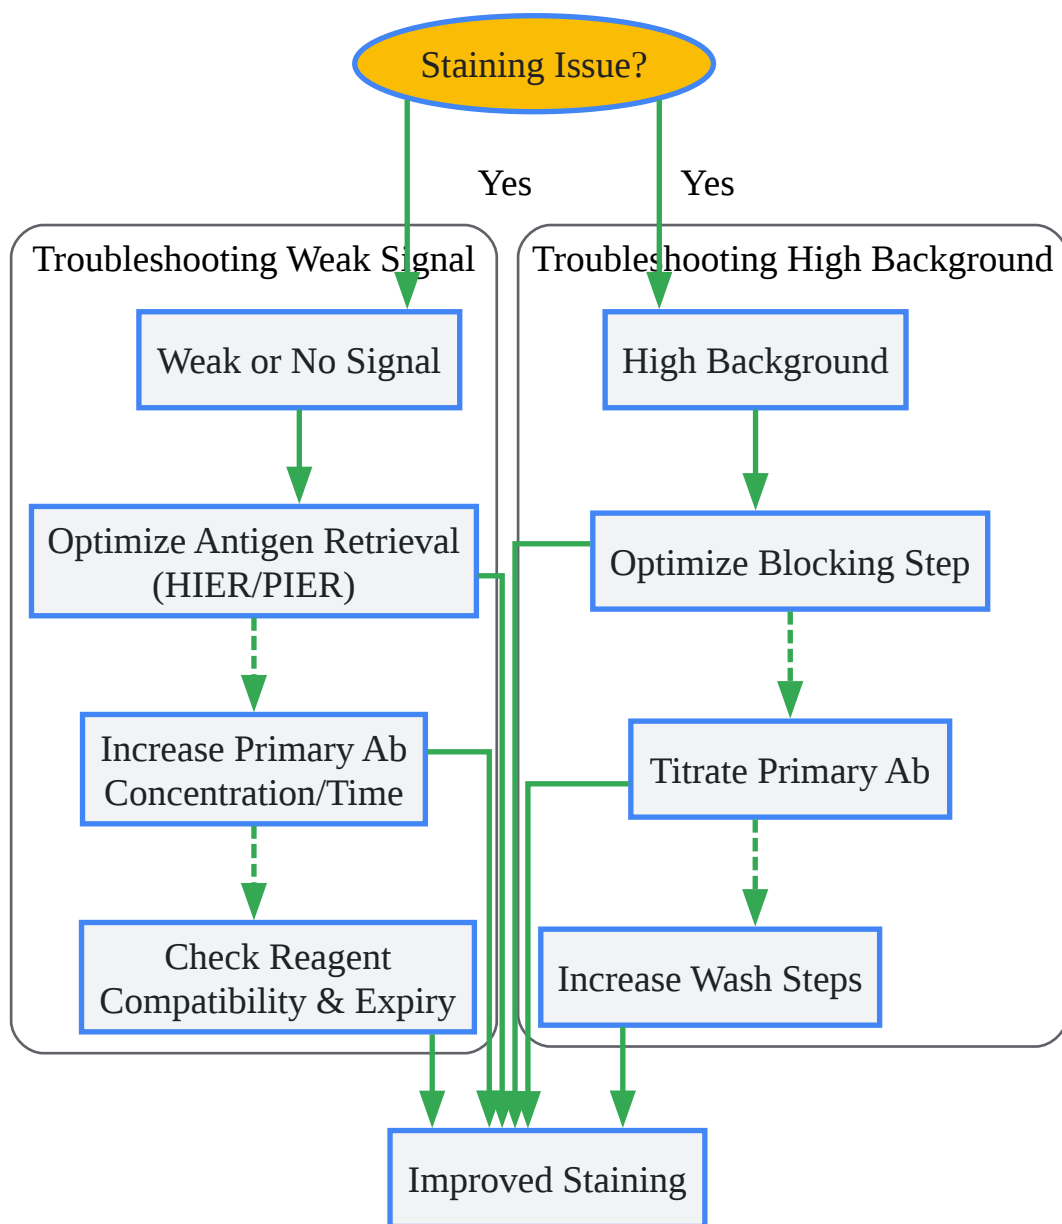 Staining Issue?
Yes
Yes
Troubleshooting Weak Signal
Troubleshooting High Background
Weak or No Signal
High Background
Optimize Antigen Retrieval
(HIER/PIER)
Optimize Blocking Step
Increase Primary Ab
Concentration/Time
Titrate Primary Ab
Check Reagent
Compatibility & Expiry
Increase Wash Steps
Improved Staining